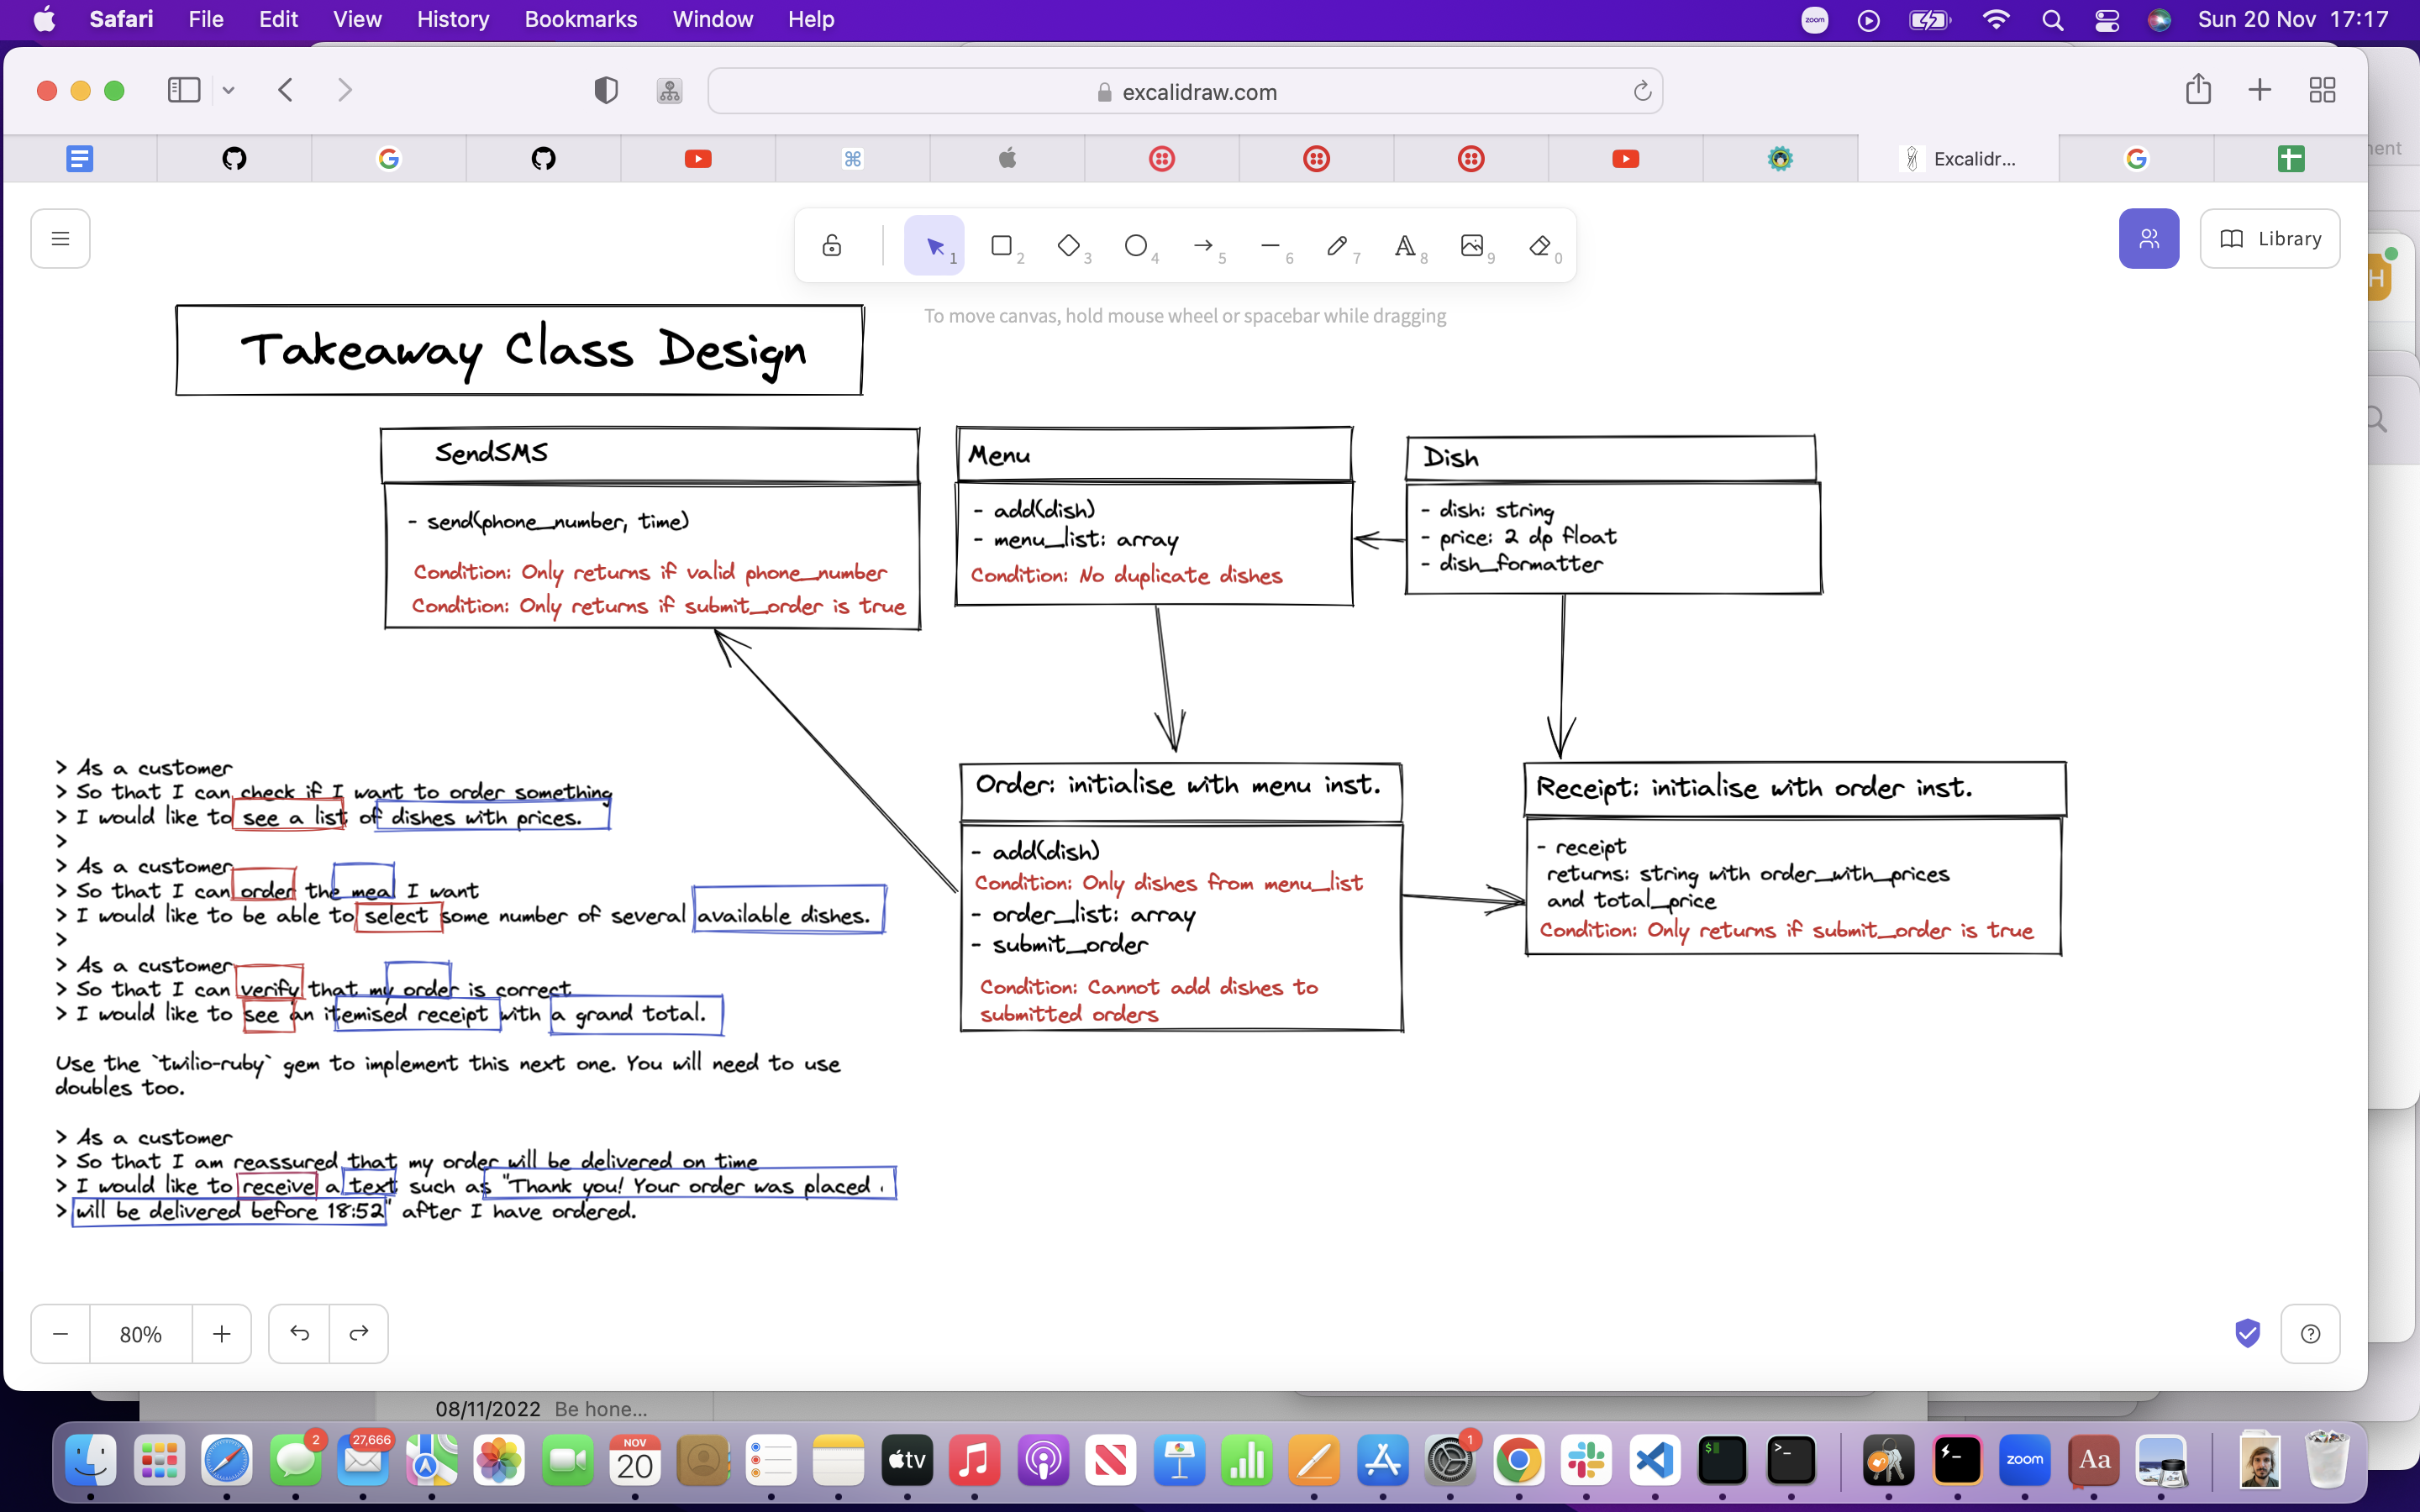 Safari File Edit View History Bookmarks Window Help
zoom
Sun 20 Nov 17:17
excalidraw.com
Excalidr...
1 2 3 4 5 6 7 8 9 0
Library
To move canvas, hold mouse wheel or spacebar while dragging
Takeaway Class Design
SendSMS
- send(phone_number, time)
Condition: Only returns if valid phone_number
Condition: Only returns if submit_order is true
Menu
- add(dish)
- menu_list: array
Condition: No duplicate dishes
Dish
- dish: string
- price: 2 dp float
- dish_formatter
> As a customer
> So that I can check if I want to order something
> I would like to see a list of dishes with prices.
>
> As a customer
> So that I can order the meal I want
> I would like to be able to select some number of several available dishes.
>
> As a customer
> So that I can verify that my order is correct
> I would like to see an itemised receipt with a grand total.
Use the `twilio-ruby` gem to implement this next one. You will need to use
doubles too.
> As a customer
> So that I am reassured that my order will be delivered on time
> I would like to receive a text such as "Thank you! Your order was placed
> will be delivered before 18:52" after I have ordered.
Order: initialise with menu inst.
- add(dish)
Condition: Only dishes from menu_list
- order_list: array
- submit_order
Condition: Cannot add dishes to
submitted orders
Receipt: initialise with order inst.
- receipt
returns: string with order_with_prices
and total_price
Condition: Only returns if submit_order is true
80%
08/11/2022 Be hone...
2
27,666
NOV
20
tv
1
zoom
Aa
H